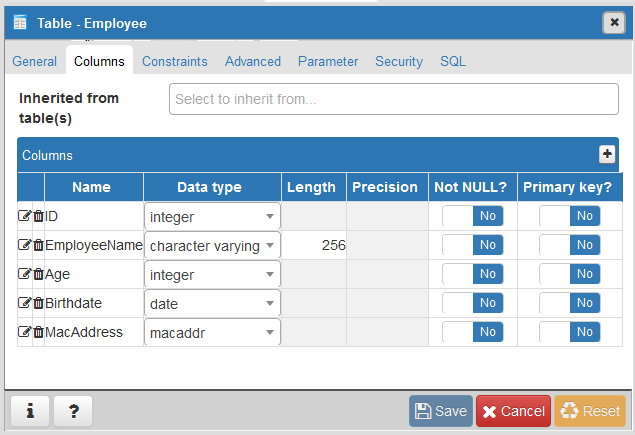 Table - Employee
General Columns Constraints Advanced Parameter Security SQL
Inherited from
table(s)
Select to inherit from...
Columns
Name Data type Length Precision Not NULL? Primary key?
ID integer No No
EmployeeName character varying 256 No No
Age integer No No
Birthdate date No No
MacAddress macaddr No No
i ? Save Cancel Reset